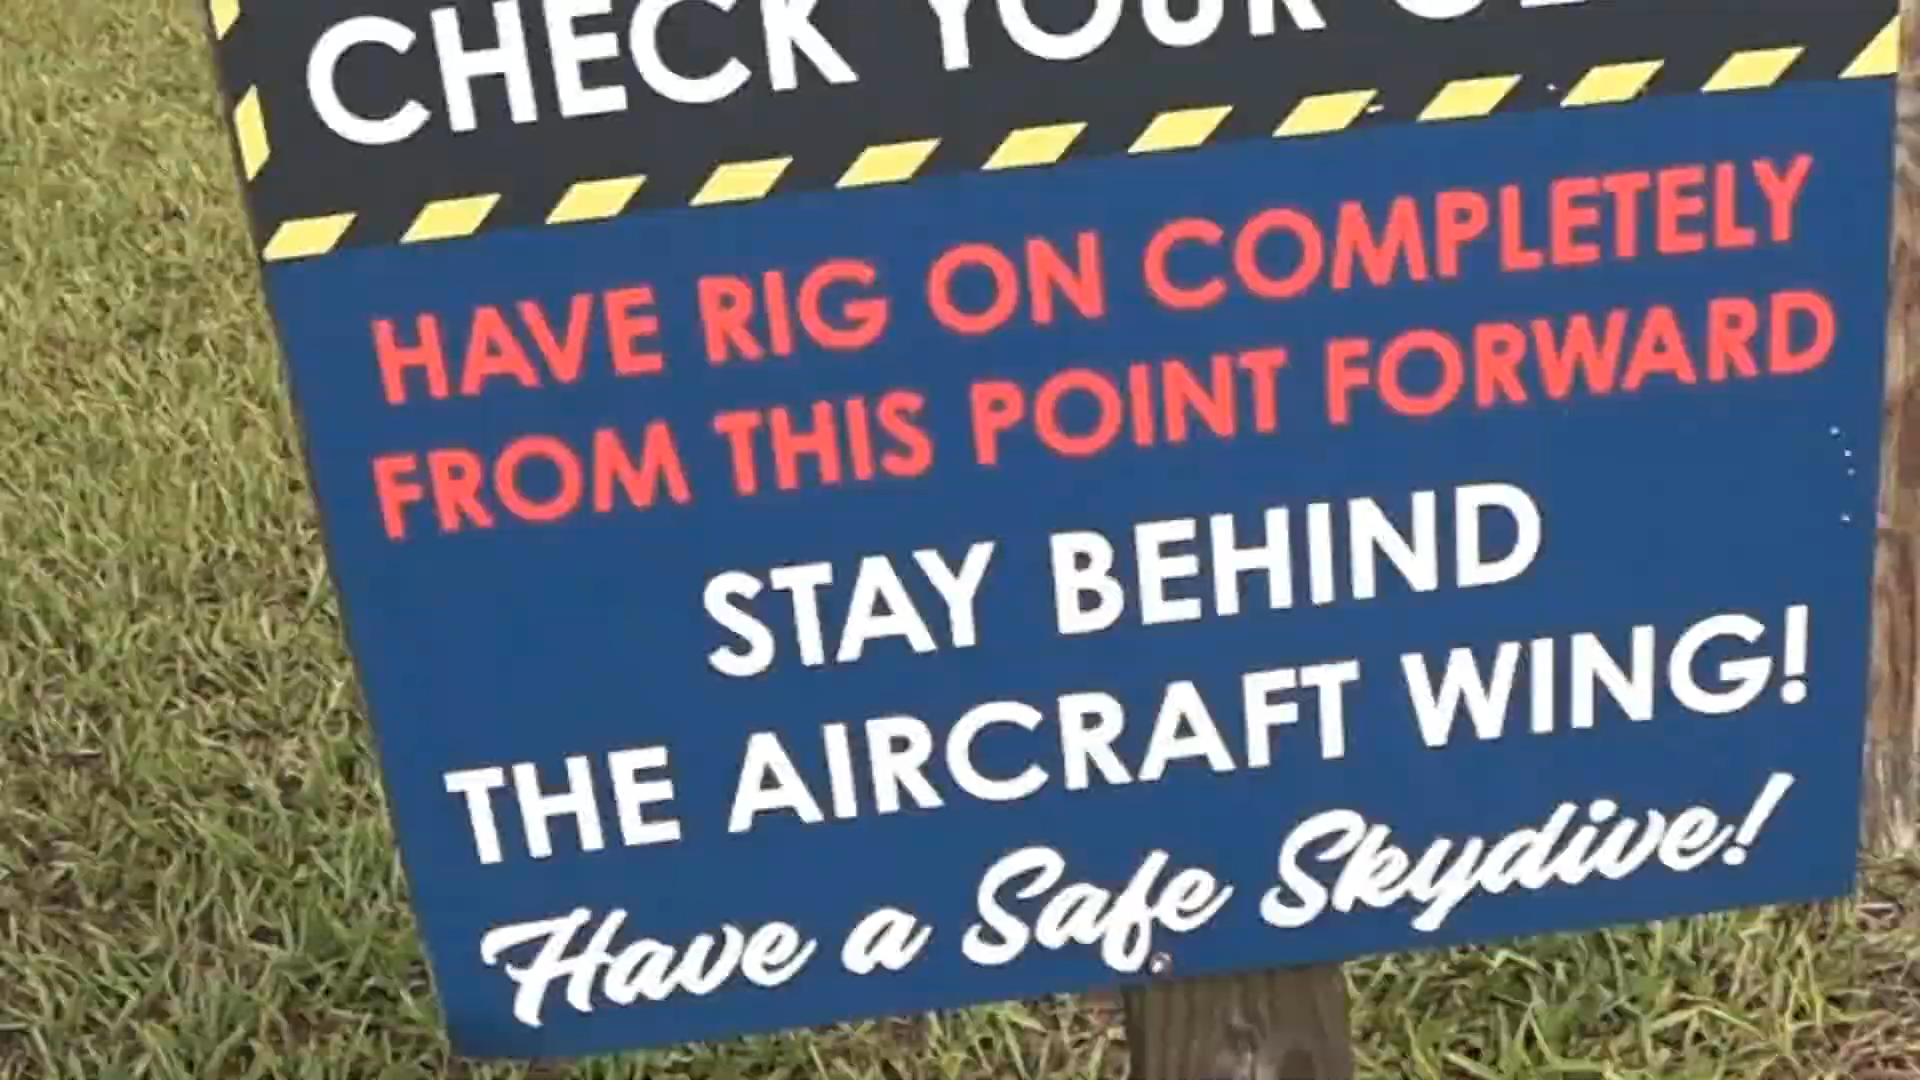 CHECK YOUR
HAVE RIG ON COMPLETELY
FROM THIS POINT FORWARD
STAY BEHIND
THE AIRCRAFT WING!
Have a Safe Skydive!